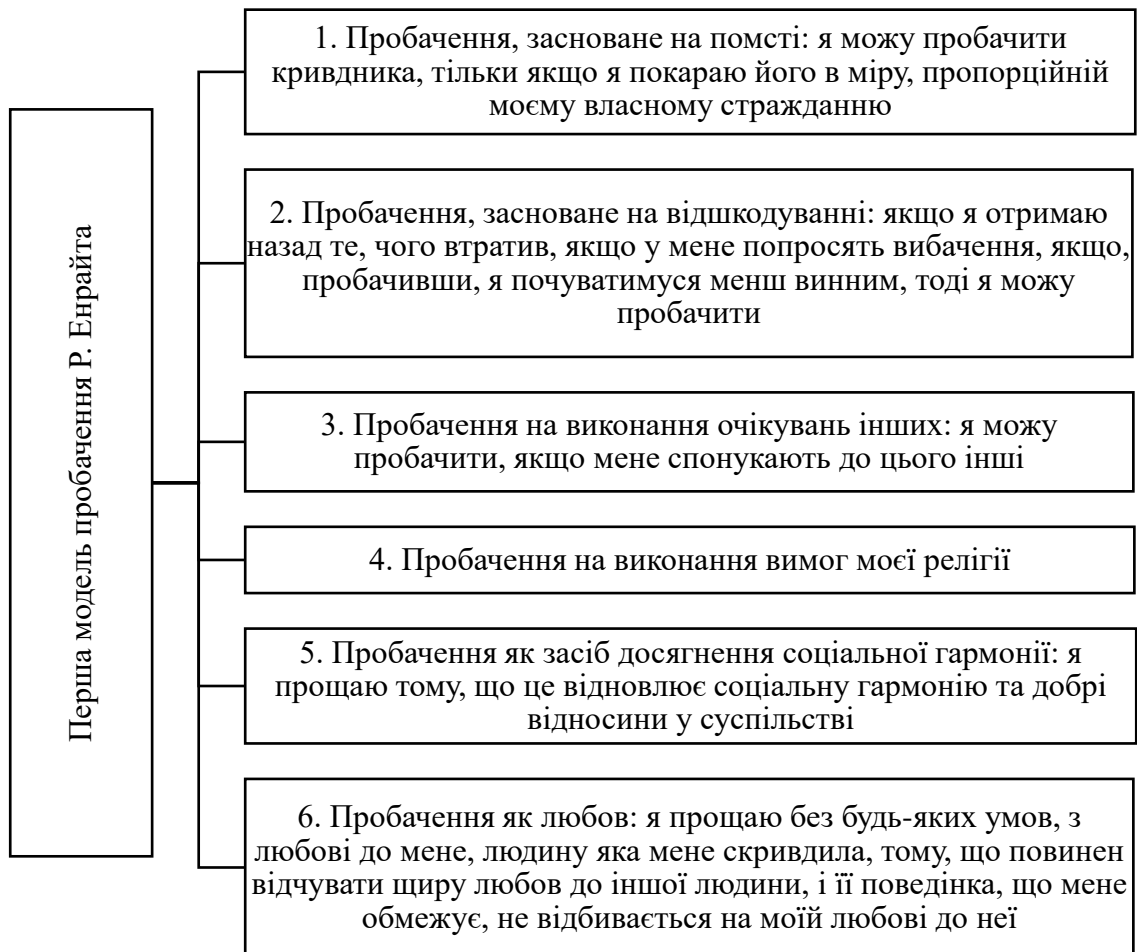 Перша модель пробачення Р. Енрайта
1. Пробачення, засноване на помсті: я можу пробачити
кривдника, тільки якщо я покараю його в міру, пропорційній
моєму власному стражданню
2. Пробачення, засноване на відшкодуванні: якщо я отримаю
назад те, чого втратив, якщо у мене попросять вибачення, якщо,
пробачивши, я почуватимуся менш винним, тоді я можу
пробачити
3. Пробачення на виконання очікувань інших: я можу
пробачити, якщо мене спонукають до цього інші
4. Пробачення на виконання вимог моєї релігії
5. Пробачення як засіб досягнення соціальної гармонії: я
прощаю тому, що це відновлює соціальну гармонію та добрі
відносини у суспільстві
6. Пробачення як любов: я прощаю без будь-яких умов, з
любові до мене, людину яка мене скривдила, тому, що повинен
відчувати щиру любов до іншої людини, і її поведінка, що мене
обмежує, не відбивається на моїй любові до неї